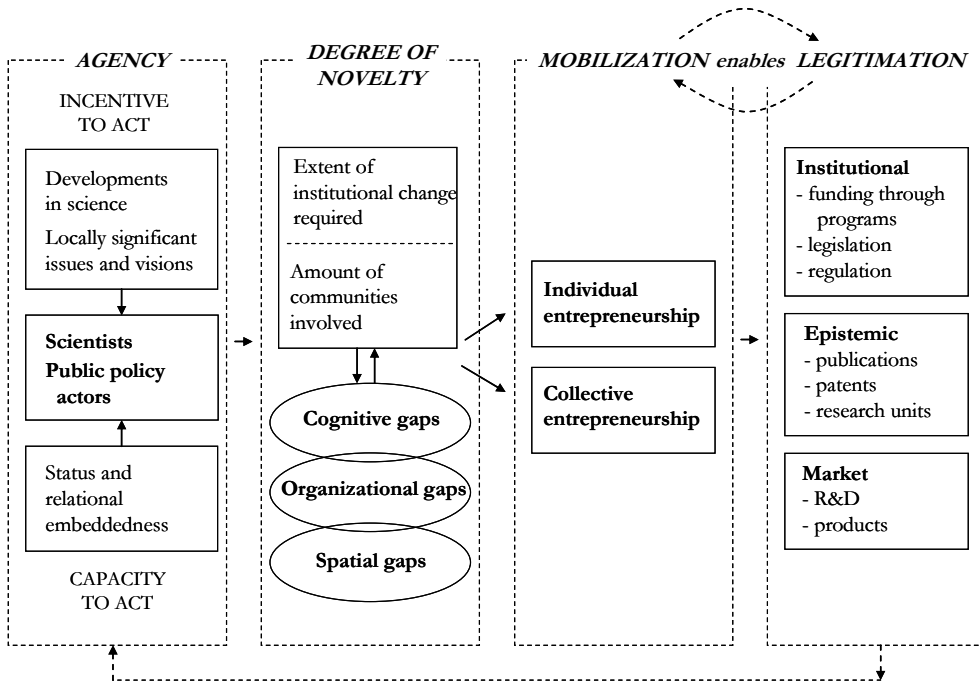 AGENCY
INCENTIVE
TO ACT
Developments
in science
Locally significant
issues and visions
Scientists
Public policy
actors
Status and
relational
embeddedness
CAPACITY
TO ACT
DEGREE OF
NOVELTY
Extent of
institutional change
required
Amount of
communities
involved
Cognitive gaps
Organizational gaps
Spatial gaps
MOBILIZATION enables LEGITIMATION
Individual
entrepreneurship
Collective
entrepreneurship
Institutional
- funding through
programs
- legislation
- regulation
Epistemic
- publications
- patents
- research units
Market
- R&D
- products